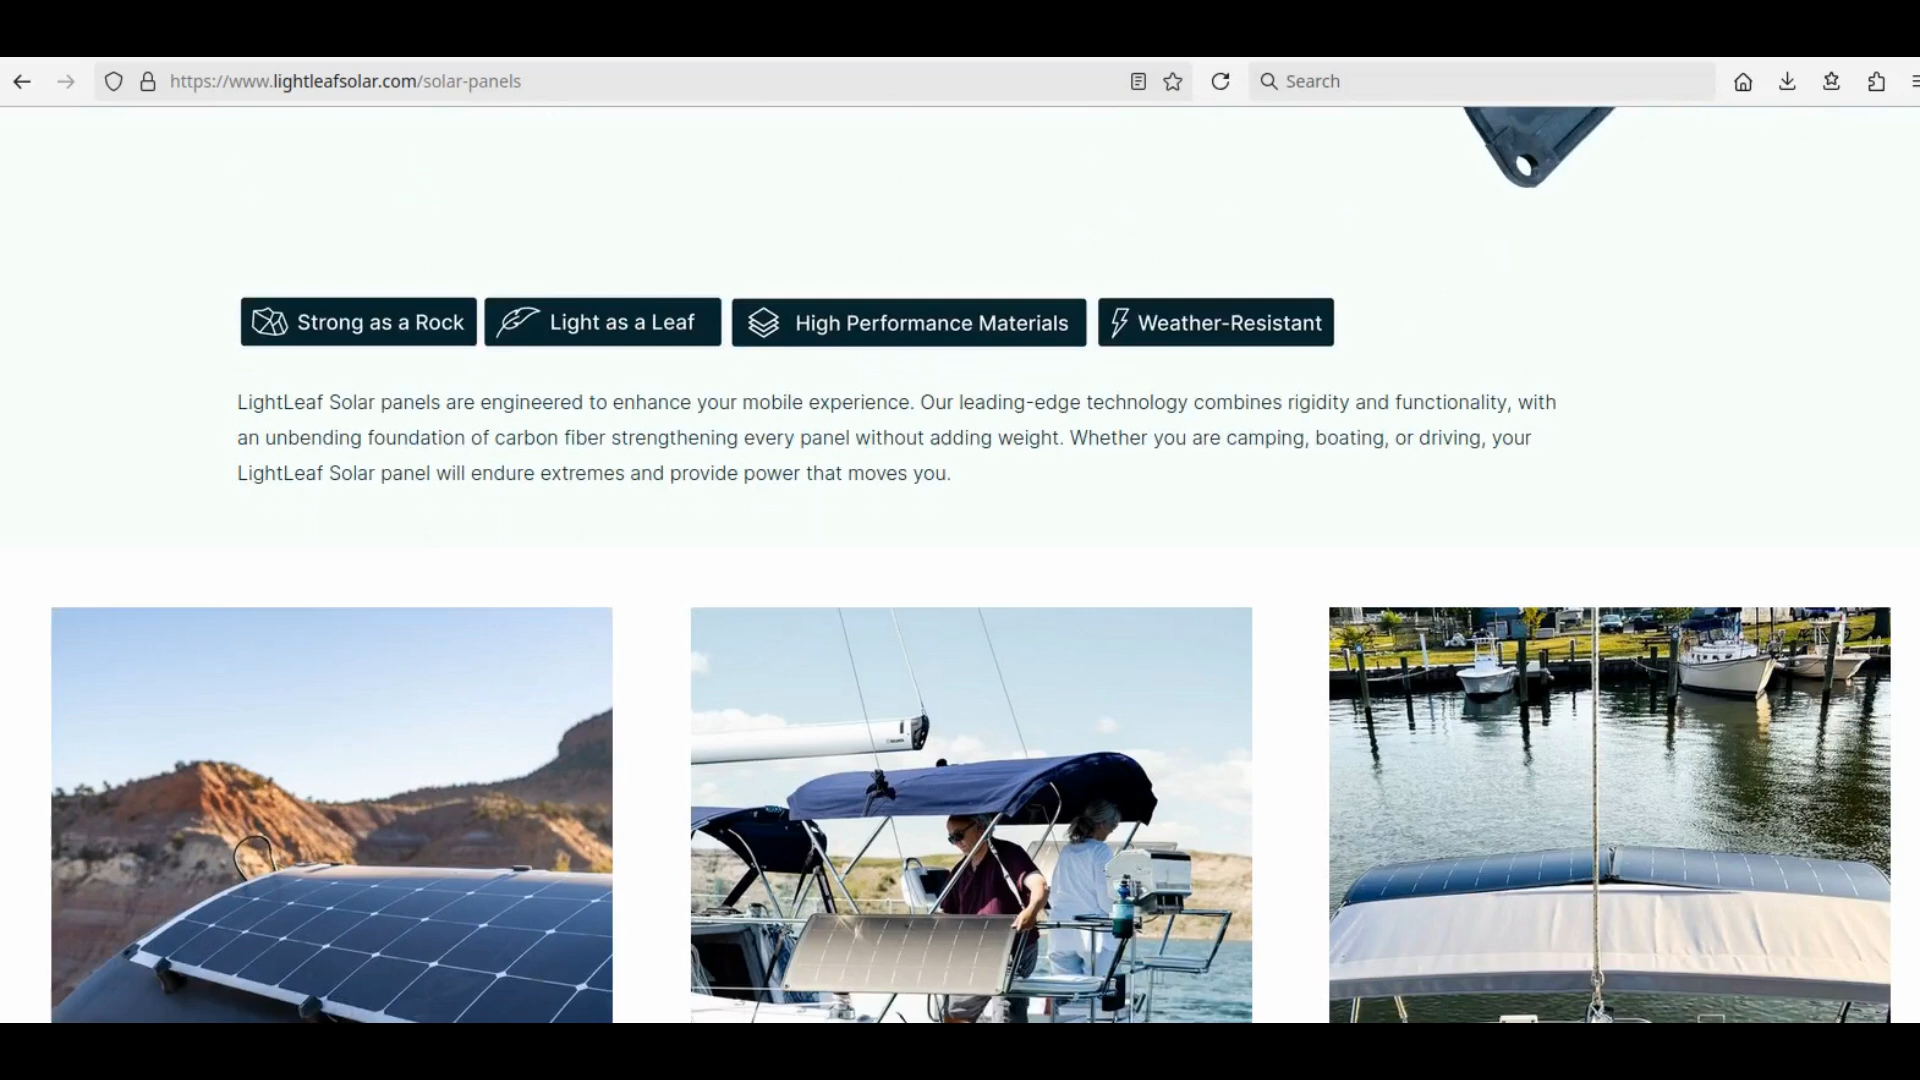 https://www.lightleafsolar.com/solar-panels
Search
Strong as a Rock
Light as a Leaf
High Performance Materials
Weather-Resistant
LightLeaf Solar panels are engineered to enhance your mobile experience. Our leading-edge technology combines rigidity and functionality, with
an unbending foundation of carbon fiber strengthening every panel without adding weight. Whether you are camping, boating, or driving, your
LightLeaf Solar panel will endure extremes and provide power that moves you.